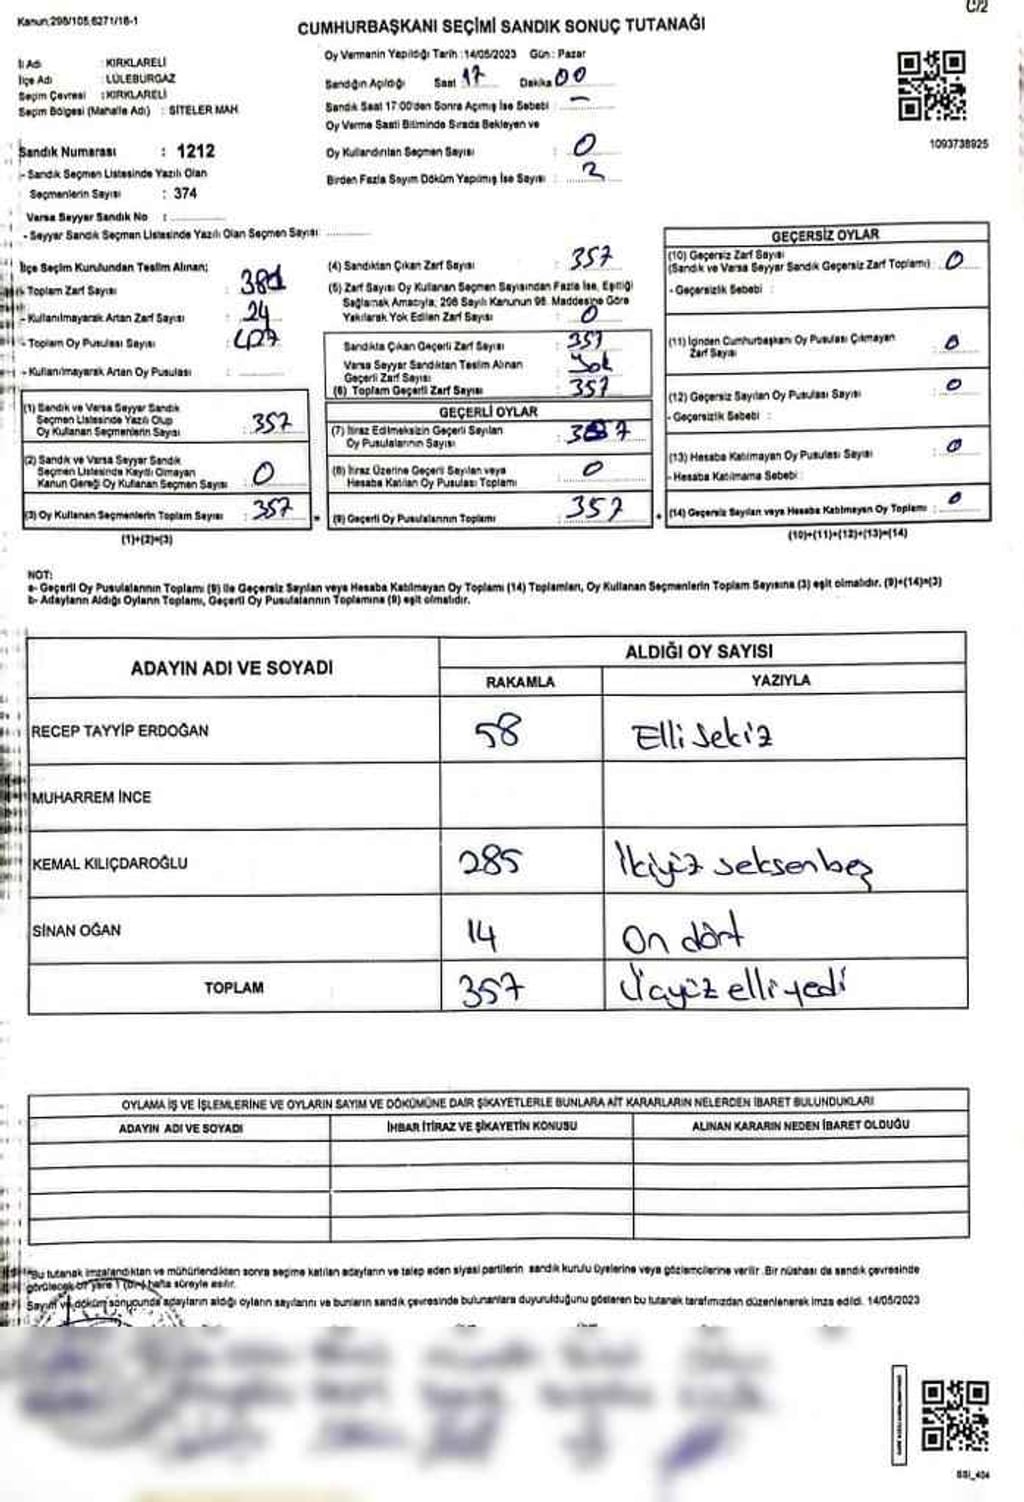 C/2
Kanun;298/105,6271/16-1
CUMHURBAŞKANI SEÇİMİ SANDIK SONUÇ TUTANAĞI
İl Adı : KIRKLARELİ
İlçe Adı : LÜLEBURGAZ
Seçim Çevresi : KIRKLARELİ
Seçim Bölgesi (Mahalle Adı) : SİTELER MAH.
Sandık Numarası : 1212
- Sandık Seçmen Listesinde Yazılı Olan
Seçmenlerin Sayısı : 374
Varsa Seyyar Sandık No :
- Seyyar Sandık Seçmen Listesinde Yazılı Olan Seçmen Sayısı
Oy Vermenin Yapıldığı Tarih : 14/05/2023 Gün : Pazar
Sandığın Açıldığı Saat 17 Dakika 00
Sandık Saat 17:00'den Sonra Açılmış İse Sebebi : -
Oy Verme Saati Bitiminde Sırada Bekleyen ve
Oy Kullandırılan Seçmen Sayısı : 0
Birden Fazla Sayım Döküm Yapılmış İse Sayısı : 2
1093738925
İlçe Seçim Kurulundan Teslim Alınan;
- Toplam Zarf Sayısı : 381
- Kullanılmayarak Artan Zarf Sayısı : 24
- Toplam Oy Pusulası Sayısı :
- Kullanılmayarak Artan Oy Pusulası :
(1) Sandık ve Varsa Seyyar Sandık
Seçmen Listesinde Yazılı Olup
Oy Kullanan Seçmenlerin Sayısı : 357
(2) Sandık ve Varsa Seyyar Sandık
Seçmen Listesinde Kayıtlı Olmayan
Kanun Gereği Oy Kullanan Seçmen Sayısı : 0
(3) Oy Kullanan Seçmenlerin Toplam Sayısı : 357
(1)+(2)=(3)
(4) Sandıktan Çıkan Zarf Sayısı : 357
(5) Zarf Sayısı Oy Kullanan Seçmen Sayısından Fazla İse, Eşitliği
Sağlamak Amacıyla, 298 Sayılı Kanunun 98. Maddesine Göre
Yakılarak Yok Edilen Zarf Sayısı : 0
Sandıkta Çıkan Geçerli Zarf Sayısı : 357
Varsa Seyyar Sandıktan Teslim Alınan
Geçerli Zarf Sayısı : Yok
(6) Toplam Geçerli Zarf Sayısı : 357
GEÇERLİ OYLAR
(7) İtiraz Edilmeksizin Geçerli Sayılan
Oy Pusulalarının Sayısı : 357
(8) İtiraz Üzerine Geçerli Sayılan veya
Hesaba Katılan Oy Pusulası Toplamı : 0
(9) Geçerli Oy Pusulalarının Toplamı : 357
GEÇERSİZ OYLAR
(10) Geçersiz Zarf Sayısı
(Sandık ve Varsa Seyyar Sandık Geçersiz Zarf Toplamı) : 0
- Geçersizlik Sebebi :
(11) İçinden Cumhurbaşkanı Oy Pusulası Çıkmayan
Zarf Sayısı : 0
(12) Geçersiz Sayılan Oy Pusulası Sayısı : 0
- Geçersizlik Sebebi :
(13) Hesaba Katılmayan Oy Pusulası Sayısı : 0
- Hesaba Katılmama Sebebi :
(14) Geçersiz Sayılan veya Hesaba Katılmayan Oy Toplamı : 0
(10)+(11)+(12)+(13)=(14)
NOT:
a- Geçerli Oy Pusulalarının Toplamı (9) ile Geçersiz Sayılan veya Hesaba Katılmayan Oy Toplamı (14) Toplamları, Oy Kullanan Seçmenlerin Toplam Sayısına (3) eşit olmalıdır. (9)+(14)=(3)
b- Adayların Aldığı Oyların Toplamı, Geçerli Oy Pusulalarının Toplamına (9) eşit olmalıdır.
ADAYIN ADI VE SOYADI
ALDIĞI OY SAYISI
RAKAMLA YAZIYLA
RECEP TAYYİP ERDOĞAN 58 Elli sekiz
MUHARREM İNCE
KEMAL KILIÇDAROĞLU 285 İkiyüz seksenbeş
SİNAN OĞAN 14 On dört
TOPLAM 357 Üçyüz elli yedi
OYLAMA İŞ VE İŞLEMLERİNE VE OYLARIN SAYIM VE DÖKÜMÜNE DAİR ŞİKAYETLERLE BUNLARA AİT KARARLARIN NELERDEN İBARET BULUNDUKLARI
ADAYIN ADI VE SOYADI İHBAR İTİRAZ VE ŞİKAYETİN KONUSU ALINAN KARARIN NEDEN İBARET OLDUĞU
Bu tutanak imzalandıktan ve mühürlendikten sonra seçime katılan adayların ve talep eden siyasi partilerin sandık kurulu üyelerine veya gözlemcilerine verilir. Bir nüshası da sandık çevresinde
görülecek bir yere 1 (bir) hafta süreyle asılır.
Sayım ve döküm sonucunda adayların aldığı oyların sayılarını ve bunların sandık çevresinde bulunanlara duyurulduğunu gösteren bu tutanak tarafımızdan düzenlenerek imza edildi. 14/05/2023